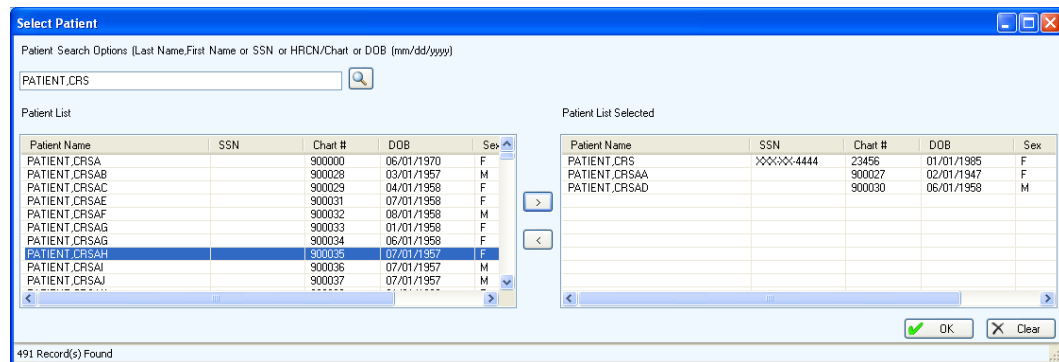 Select Patient
Patient Search Options (Last Name,First Name or SSN or HRCN/Chart or DOB (mm/dd/yyyy)
PATIENT,CRS
Patient List
Patient Name SSN Chart # DOB Sex
PATIENT,CRSA 900000 06/01/1970 F
PATIENT,CRSAB 900028 03/01/1957 M
PATIENT,CRSAC 900029 04/01/1958 F
PATIENT,CRSAE 900031 07/01/1958 F
PATIENT,CRSAF 900032 08/01/1958 M
PATIENT,CRSAG 900033 01/01/1958 F
PATIENT,CRSAG 900034 06/01/1958 F
PATIENT,CRSAH 900035 07/01/1957 F
PATIENT,CRSAI 900036 07/01/1957 M
PATIENT,CRSAJ 900037 07/01/1957 M
>
<
Patient List Selected
Patient Name SSN Chart # DOB Sex
PATIENT,CRS XXX-XX-4444 23456 01/01/1985 F
PATIENT,CRSAA 900027 02/01/1947 F
PATIENT,CRSAD 900030 06/01/1958 M
OK Clear
491 Record(s) Found